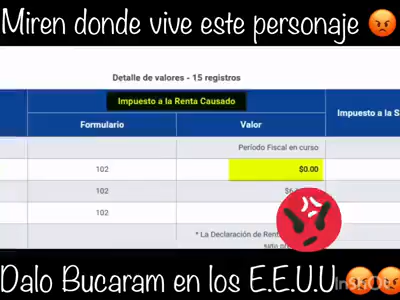 Miren donde vive este personaje 😡
Detalle de valores - 15 registros
Impuesto a la Renta Causado
Impuesto a la S
Formulario
Valor
Período Fiscal en curso
102
$0.00
102
102
* La Declaración de Rent
Dalo Bucaram en los E.E.U.U😡😡
InShOt